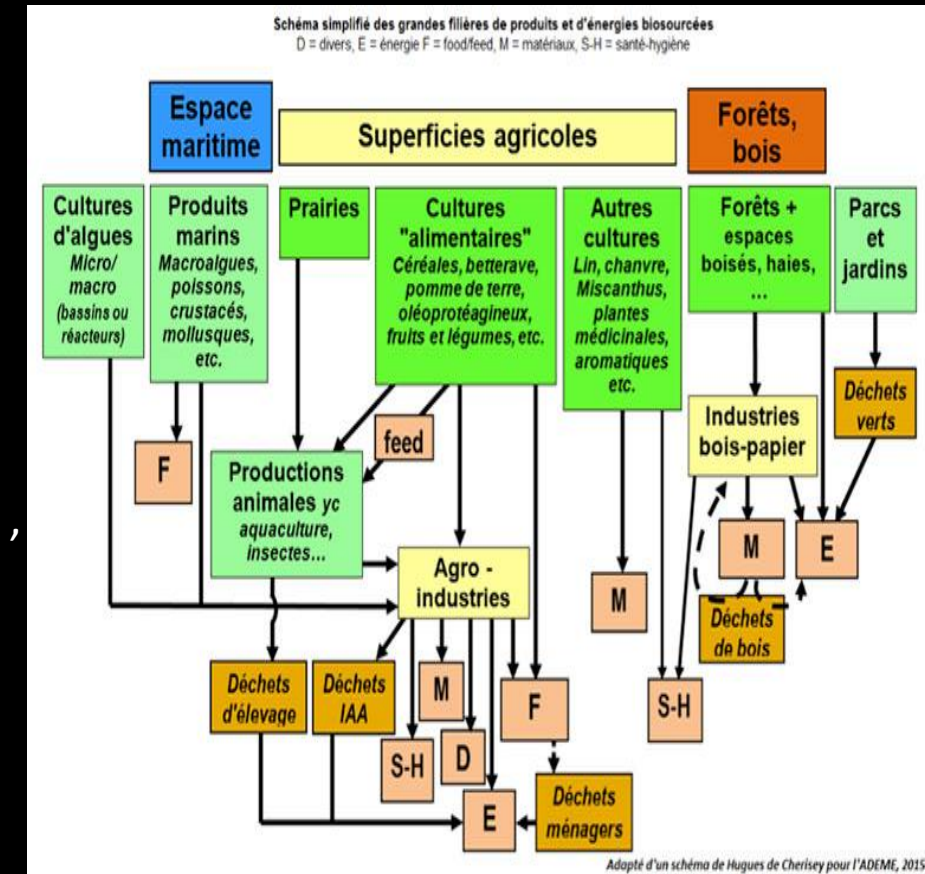 Schéma simplifié des grandes filières de produits et d'énergies biosourcées
D = divers, E = énergie F = food/feed, M = matériaux, S-H = santé-hygiène
Espace
maritime
Superficies agricoles
Forêts,
bois
Cultures
d'algues
Micro/
macro
(bassins ou
réacteurs)
Produits
marins
Macroalgues,
poissons,
crustacés,
mollusques,
etc.
Prairies
Cultures
"alimentaires"
Céréales, betterave,
pomme de terre,
oléoprotéagineux,
fruits et légumes, etc.
Autres
cultures
Lin, chanvre,
Miscanthus,
plantes
médicinales,
aromatiques
etc.
Forêts +
espaces
boisés, haies,
...
Parcs
et
jardins
Déchets
verts
Industries
bois-papier
feed
F
Productions
animales yc
aquaculture,
insectes...
,
Agro -
industries
M
M
E
Déchets
de bois
Déchets
d'élevage
Déchets
IAA
S-H
M
D
F
S-H
E
Déchets
ménagers
Adapté d'un schéma de Hugues de Cherisey pour l'ADEME, 2015